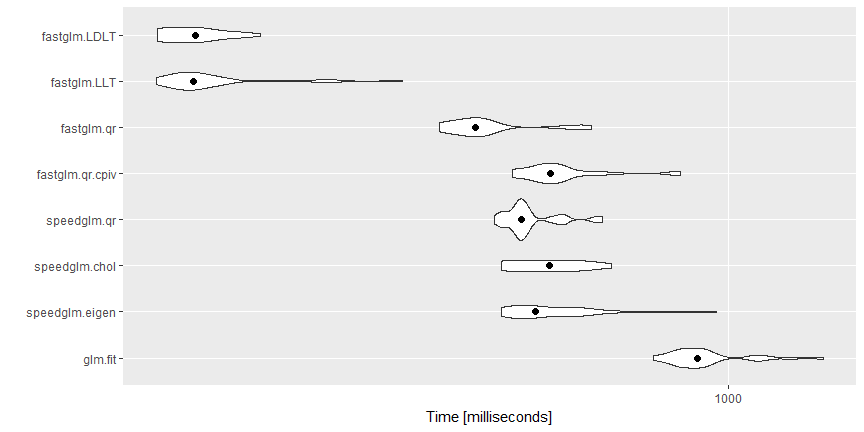 fastglm.LDLT
fastglm.LLT
fastglm.qr
fastglm.qr.cpiv
speedglm.qr
speedglm.chol
speedglm.eigen
glm.fit
1000
Time [milliseconds]